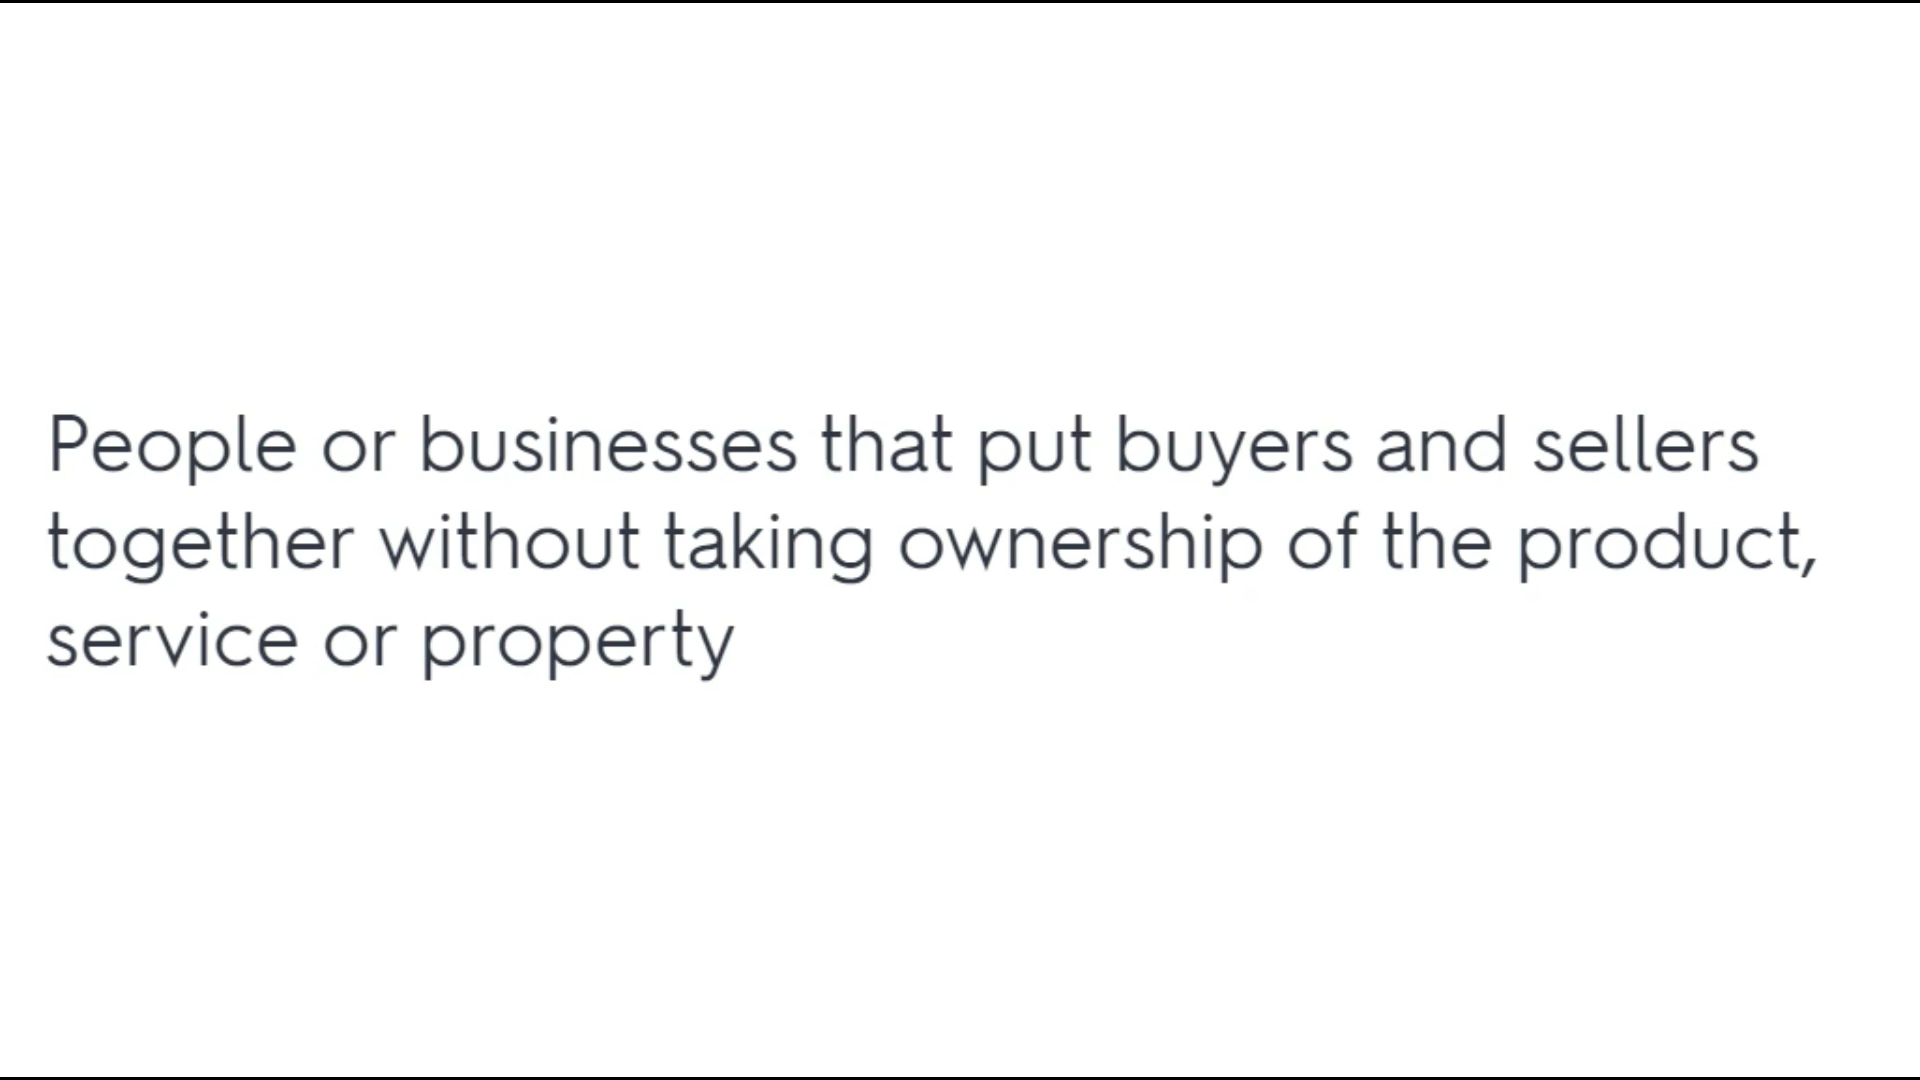 People or businesses that put buyers and sellers
together without taking ownership of the product,
service or property